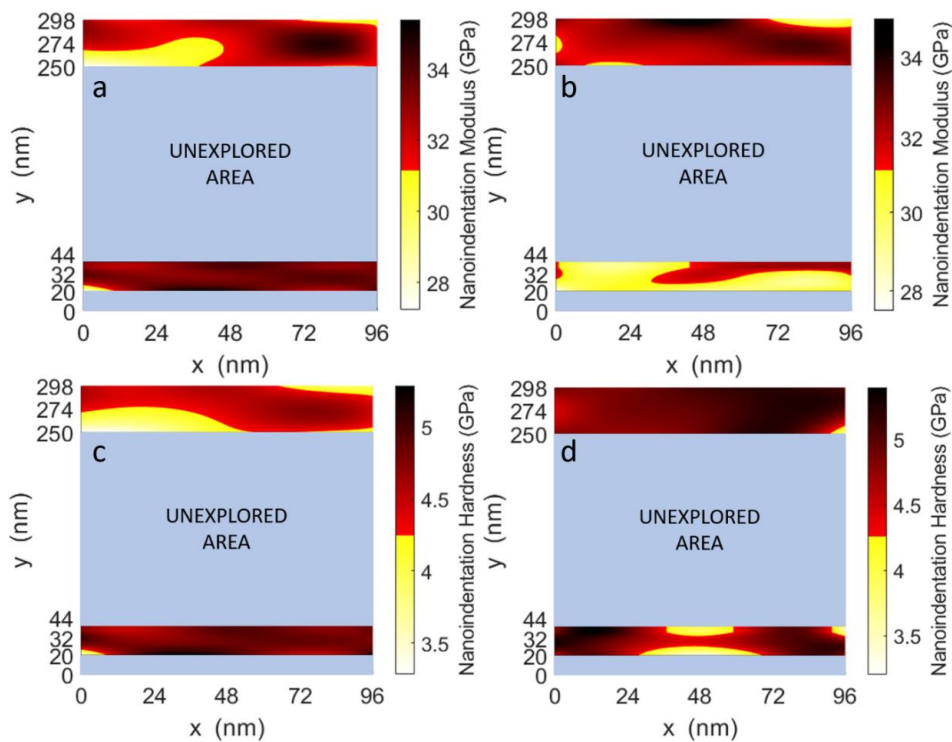 298
274
250
44
32
20
0
y (nm)
a
UNEXPLORED
AREA
0 24 48 72 96
x (nm)
34
32
30
28
Nanoindentation Modulus (GPa)
298
274
250
44
32
20
0
y (nm)
b
UNEXPLORED
AREA
0 24 48 72 96
x (nm)
34
32
30
28
Nanoindentation Modulus (GPa)
298
274
250
44
32
20
0
y (nm)
c
UNEXPLORED
AREA
0 24 48 72 96
x (nm)
5
4.5
4
3.5
Nanoindentation Hardness (GPa)
298
274
250
44
32
20
0
y (nm)
d
UNEXPLORED
AREA
0 24 48 72 96
x (nm)
5
4.5
4
3.5
Nanoindentation Hardness (GPa)